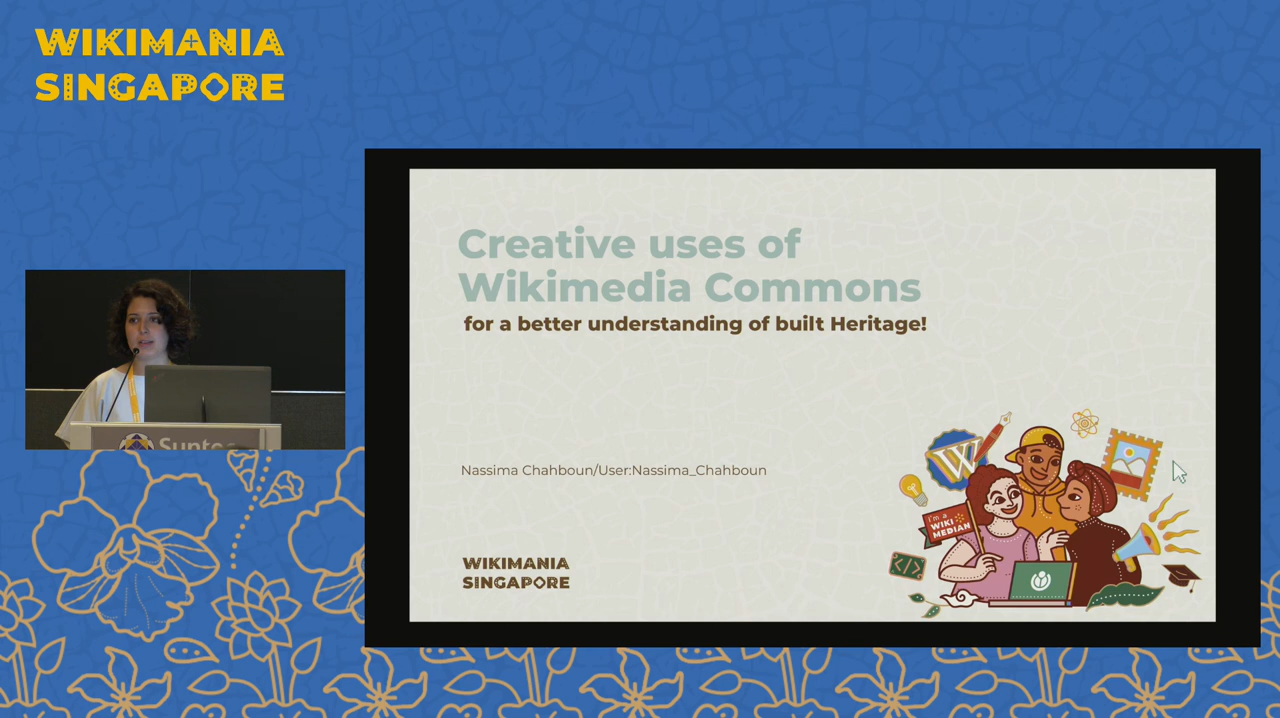 WIKIMANIA
SINGAPORE
Creative uses of
Wikimedia Commons
for a better understanding of built Heritage!
Nassima Chahboun/User:Nassima_Chahboun
W
I'm a
WIKI
MEDIAN
</>
WIKIMANIA
SINGAPORE